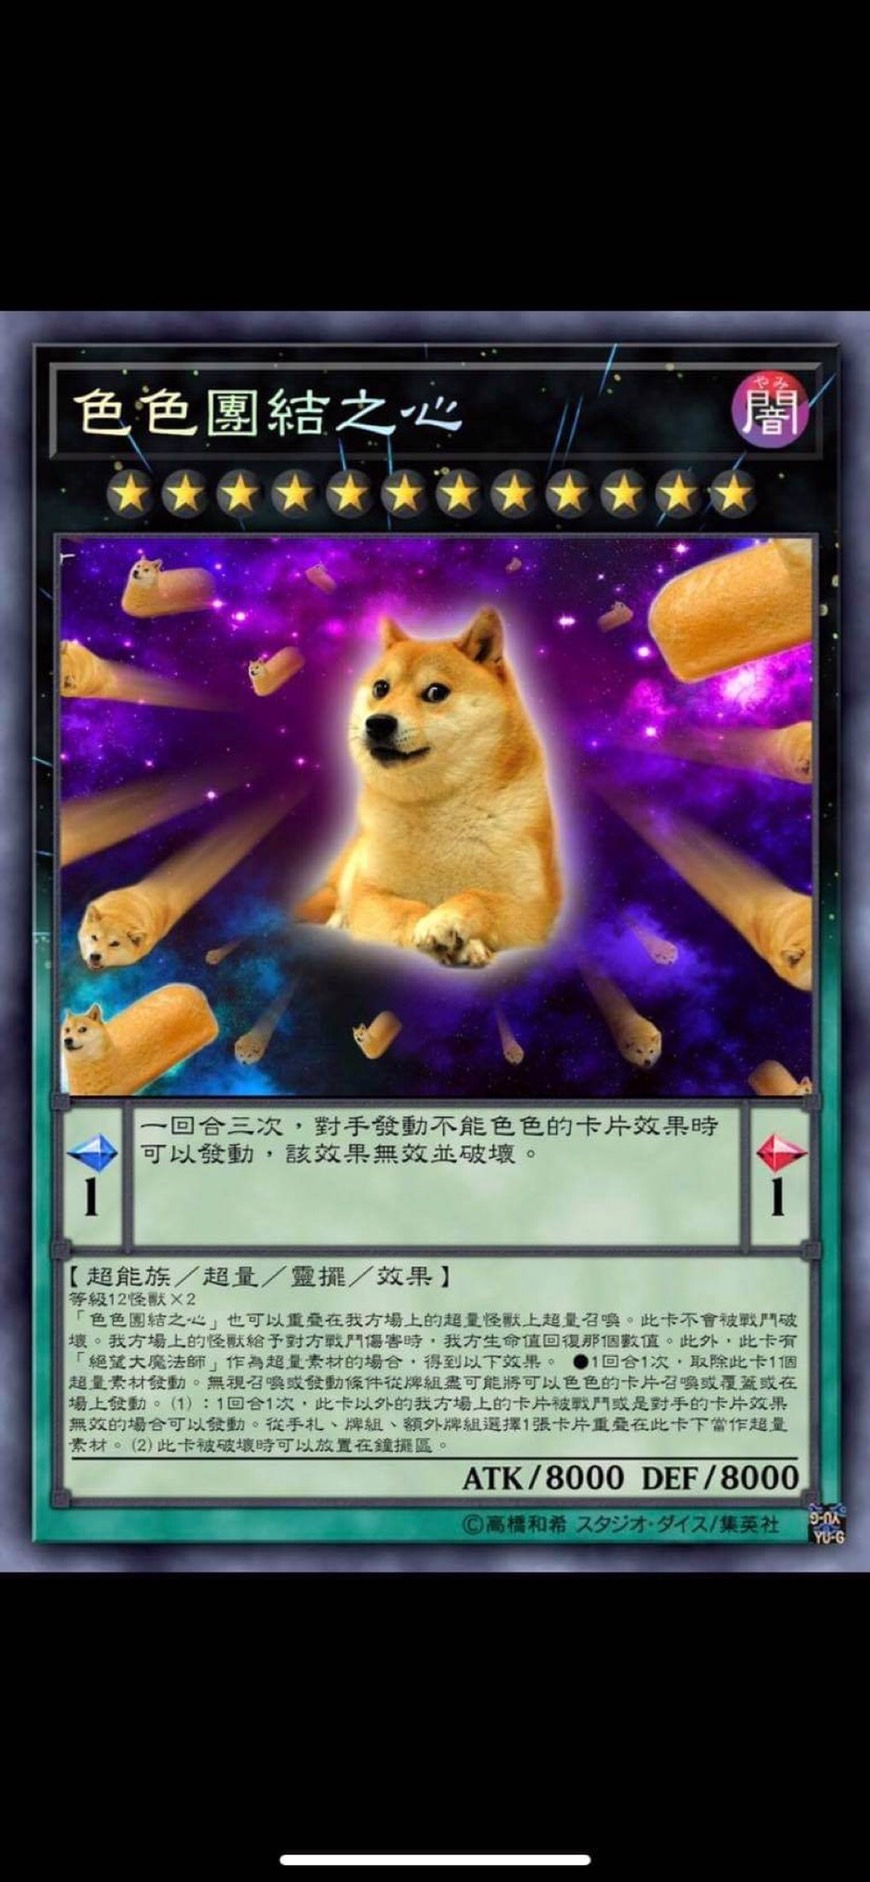 色色團結之心
やみ
闇
一回合三次，對手發動不能色色的卡片效果時
可以發動，該效果無效並破壞。
1
1
【超能族／超量／靈擺／效果】
等級12怪獸×2
「色色團結之心」也可以重疊在我方場上的超量怪獸上超量召喚。此卡不會被戰鬥破
壞。我方場上的怪獸給予對方戰鬥傷害時，我方生命值回復那個數值。此外，此卡有
「絕望大魔法師」作為超量素材的場合，得到以下效果。 ●1回合1次，取除此卡1個
超量素材發動。無視召喚或發動條件從牌組盡可能將可以色色的卡片召喚或覆蓋或在
場上發動。(1)：1回合1次，此卡以外的我方場上的卡片被戰鬥或是對手的卡片效果
無效的場合可以發動。從手札、牌組、額外牌組選擇1張卡片重疊在此卡下當作超量
素材。(2)此卡被破壞時可以放置在鐘擺區。
ATK/8000 DEF/8000
©高橋和希 スタジオ·ダイス/集英社
YU-G